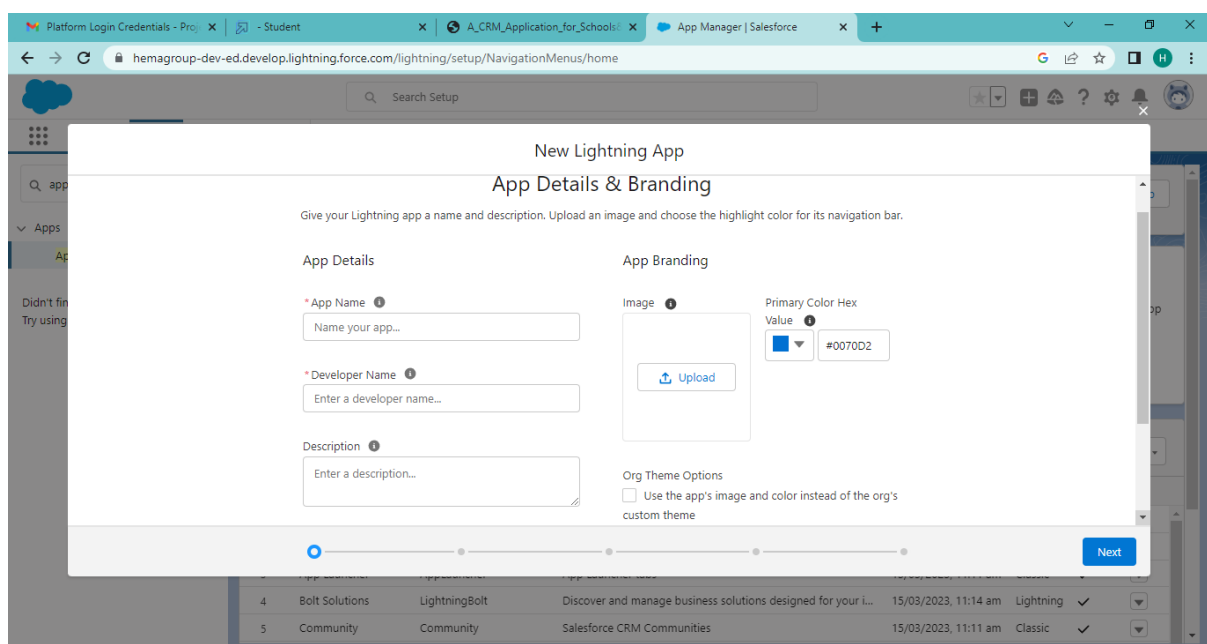 Platform Login Credentials - Proj
- Student
A_CRM_Application_for_Schools&
App Manager | Salesforce
hemagroup-dev-ed.develop.lightning.force.com/lightning/setup/NavigationMenus/home
G
H
Search Setup
New Lightning App
app
Apps
Ap
Didn't fin
Try using
App Details & Branding
Give your Lightning app a name and description. Upload an image and choose the highlight color for its navigation bar.
App Details
App Branding
*App Name
Name your app...
*Developer Name
Enter a developer name...
Description
Enter a description...
Image
Upload
Primary Color Hex
Value
#0070D2
Org Theme Options
Use the app's image and color instead of the org's
custom theme
Next
4 Bolt Solutions LightningBolt Discover and manage business solutions designed for your i... 15/03/2023, 11:14 am Lightning
5 Community Community Salesforce CRM Communities 15/03/2023, 11:11 am Classic